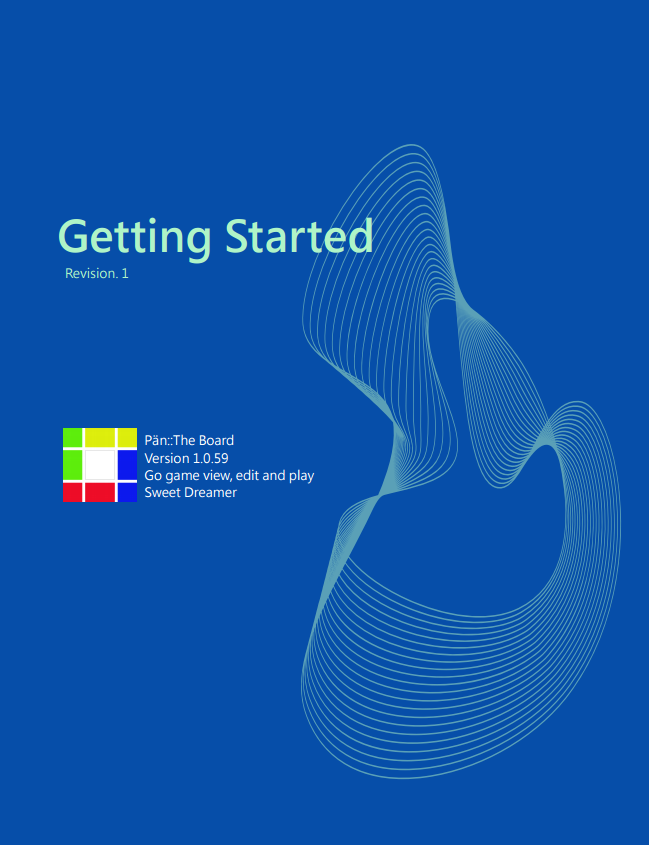 Getting Started
Revision. 1
Pän::The Board
Version 1.0.59
Go game view, edit and play
Sweet Dreamer